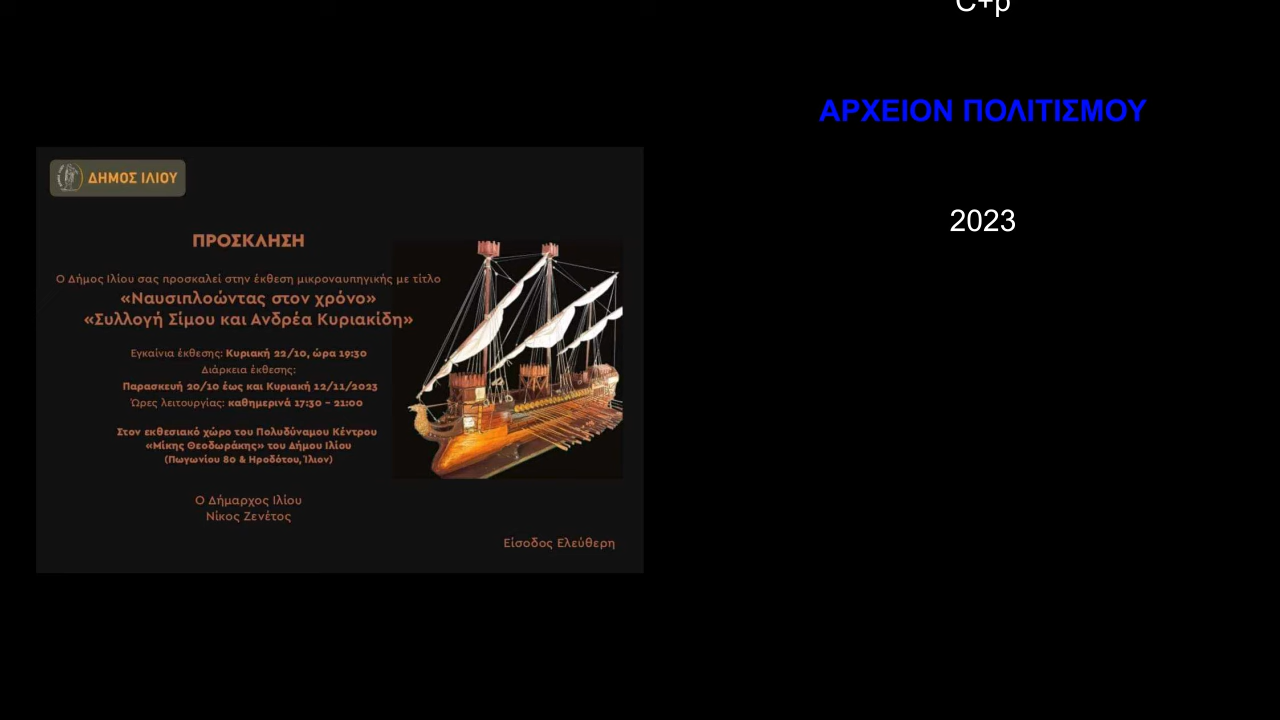 ΔΗΜΟΣ ΙΛΙΟΥ
ΠΡΟΣΚΛΗΣΗ
Ο Δήμος Ιλίου σας προσκαλεί στην έκθεση μικροναυπηγικής με τίτλο
«Ναυσιπλοώντας στον χρόνο»
«Συλλογή Σίμου και Ανδρέα Κυριακίδη»
Εγκαίνια έκθεσης: Κυριακή 22/10, ώρα 19:30
Διάρκεια έκθεσης:
Παρασκευή 20/10 έως και Κυριακή 12/11/2023
Ώρες λειτουργίας: καθημερινά 17:30 – 21:00
Στον εκθεσιακό χώρο του Πολυδύναμου Κέντρου
«Μίκης Θεοδωράκης» του Δήμου Ιλίου
(Πωγωνίου 80 & Ηροδότου, Ίλιον)
Ο Δήμαρχος Ιλίου
Νίκος Ζενέτος
Είσοδος Ελεύθερη
C+p
ΑΡΧΕΙΟΝ ΠΟΛΙΤΙΣΜΟΥ
2023